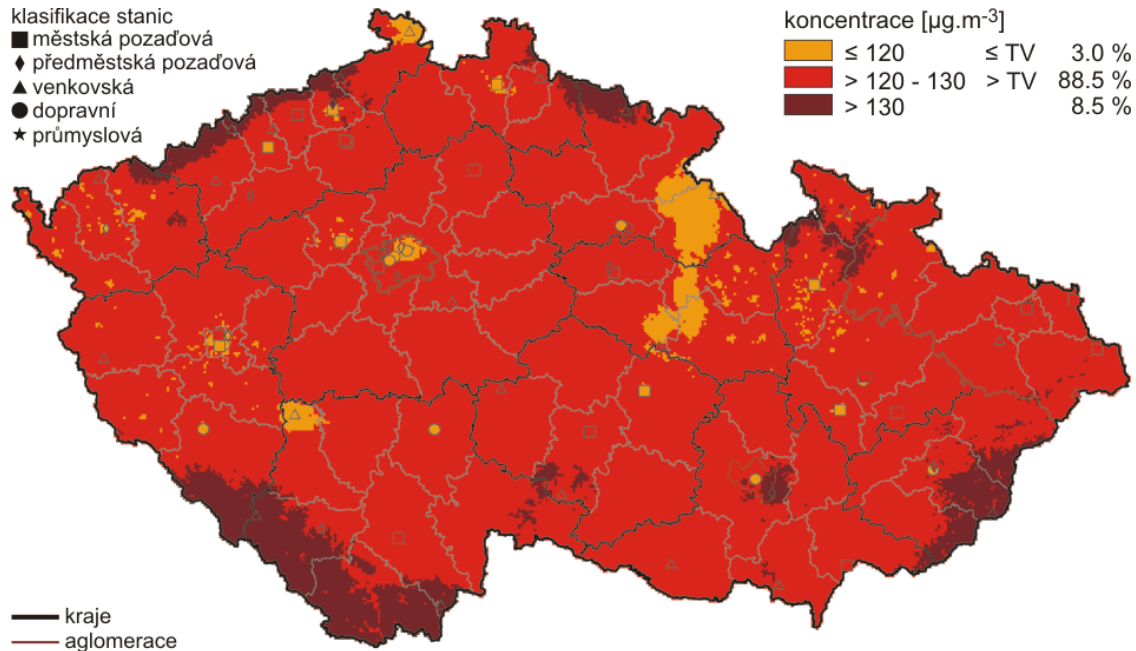 klasifikace stanic
městská pozaďová
předměstská pozaďová
venkovská
dopravní
průmyslová
koncentrace [µg.m-3]
≤ 120 ≤ TV 3.0 %
> 120 - 130 > TV 88.5 %
> 130 8.5 %
kraje
aglomerace